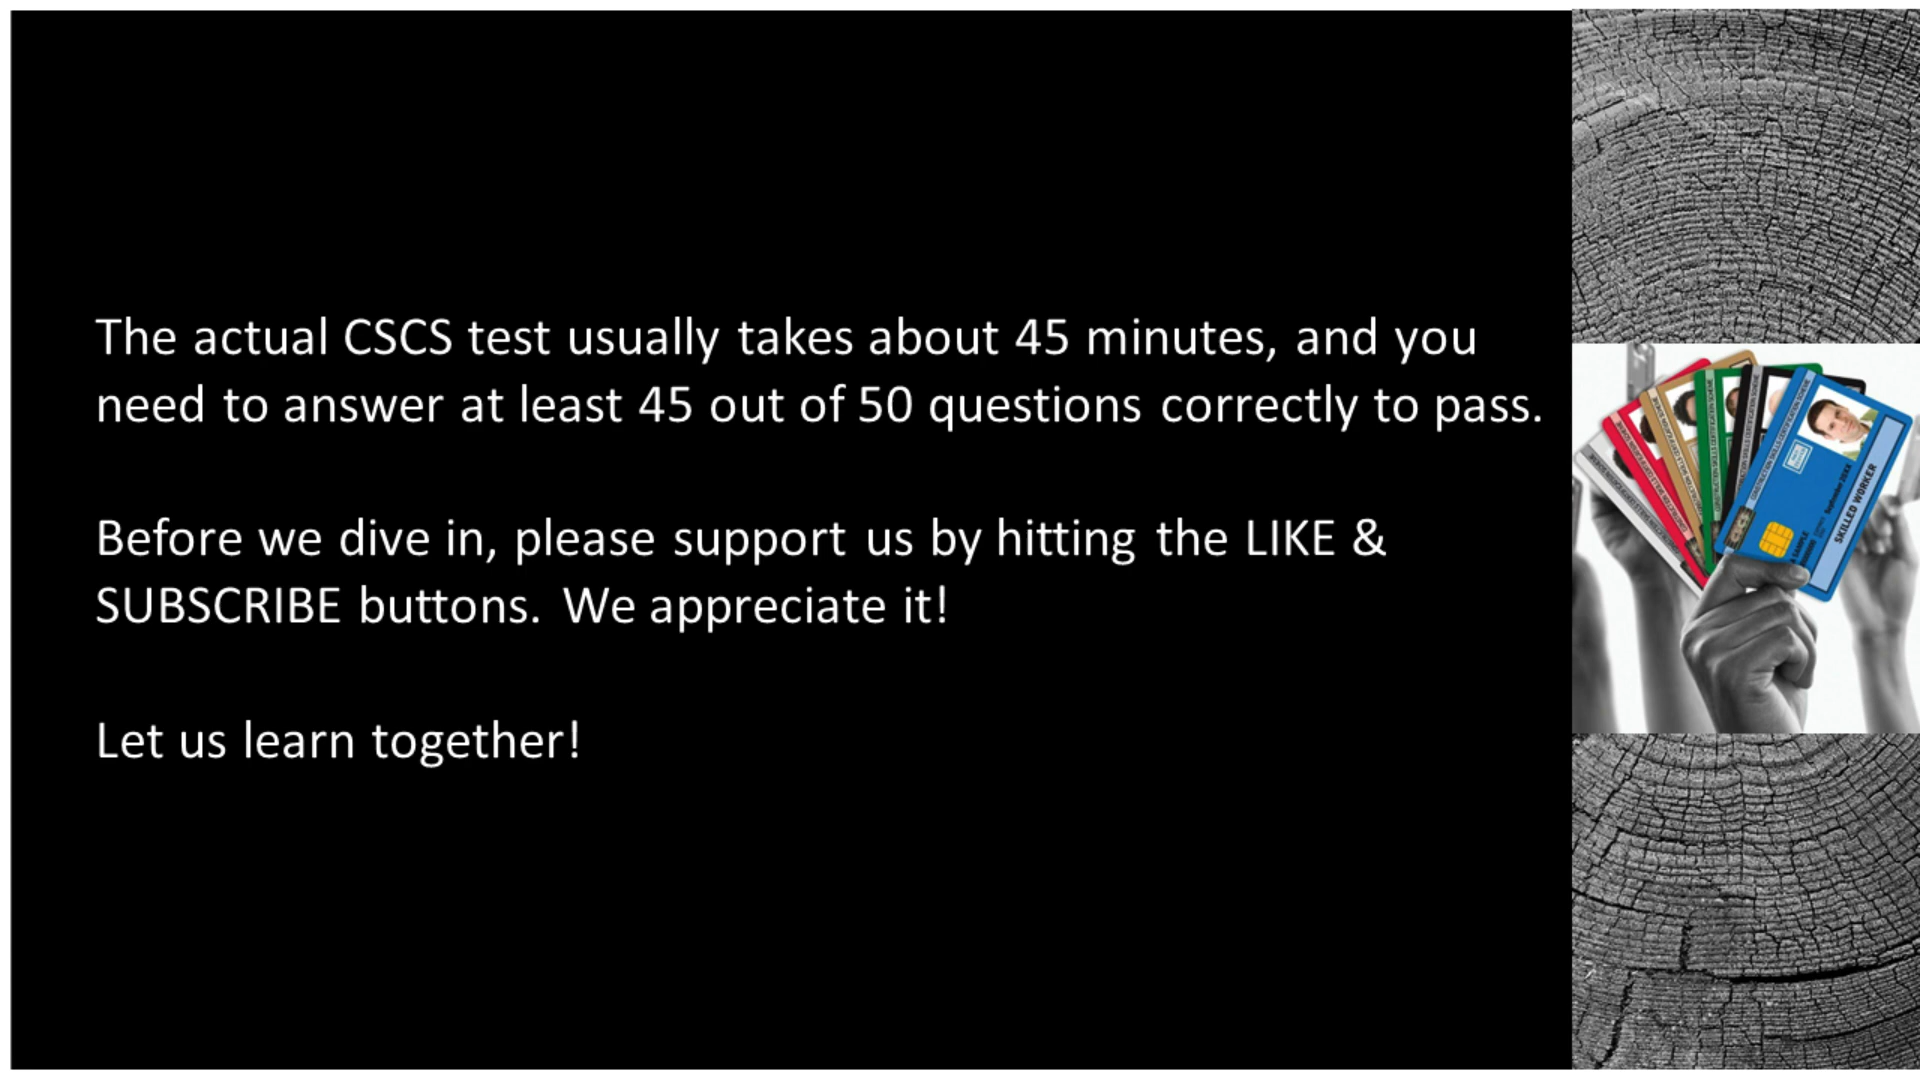 The actual CSCS test usually takes about 45 minutes, and you
need to answer at least 45 out of 50 questions correctly to pass.
Before we dive in, please support us by hitting the LIKE &
SUBSCRIBE buttons. We appreciate it!
Let us learn together!
SKILLED WORKER